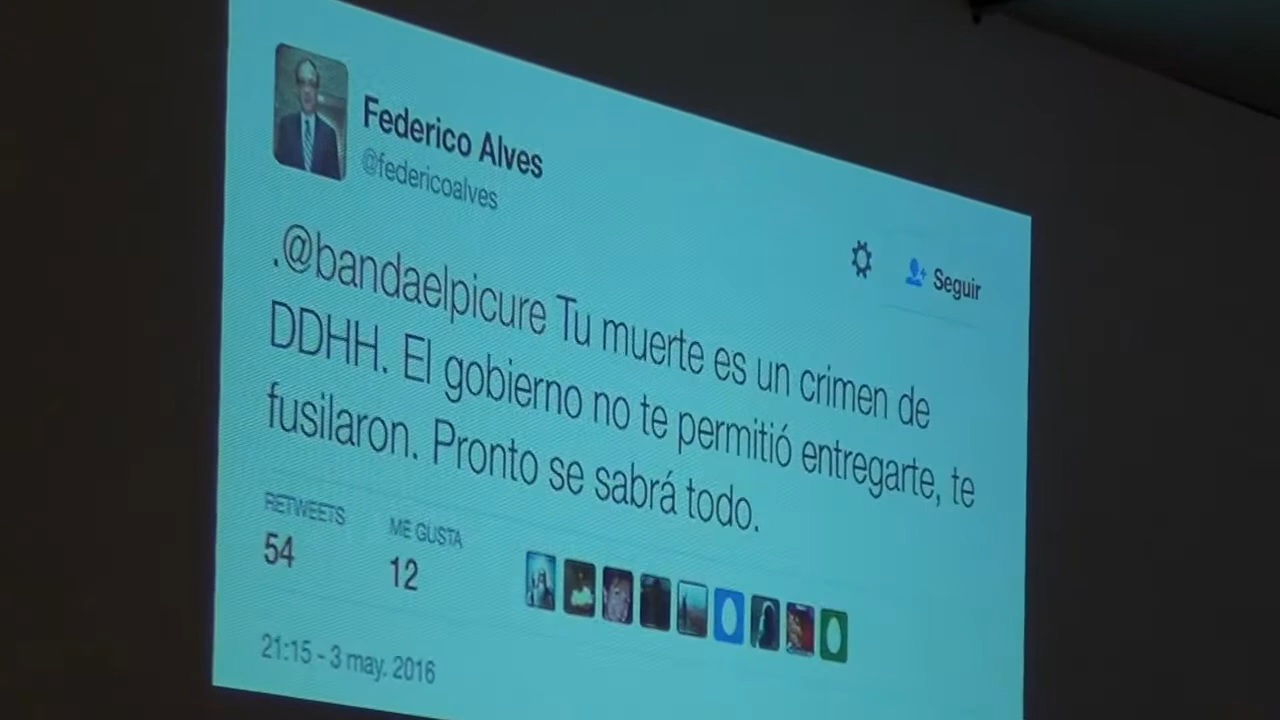 Federico Alves
@federicoalves
Seguir
.@bandaelpicure Tu muerte es un crimen de
DDHH. El gobierno no te permitió entregarte, te
fusilaron. Pronto se sabrá todo.
RETWEETS ME GUSTA
54 12
21:15 - 3 may. 2016